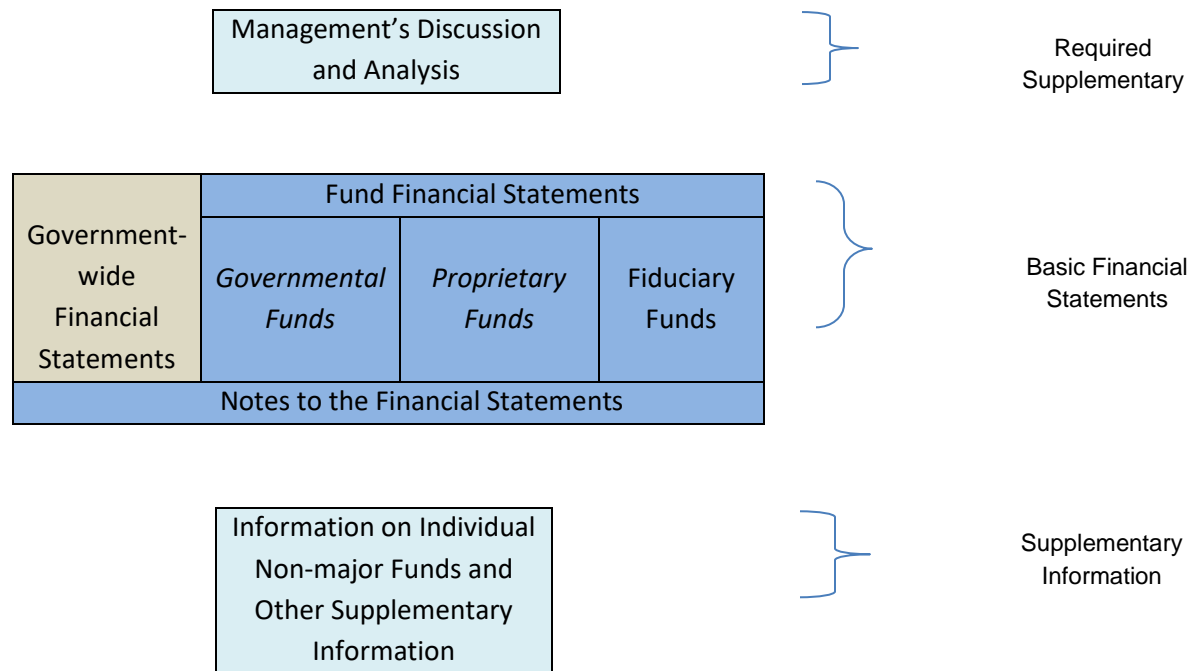 Management’s Discussion
and Analysis
Required
Supplementary
Fund Financial Statements
Government-
wide
Financial
Statements
Governmental
Funds
Proprietary
Funds
Fiduciary
Funds
Basic Financial
Statements
Notes to the Financial Statements
Information on Individual
Non-major Funds and
Other Supplementary
Information
Supplementary
Information